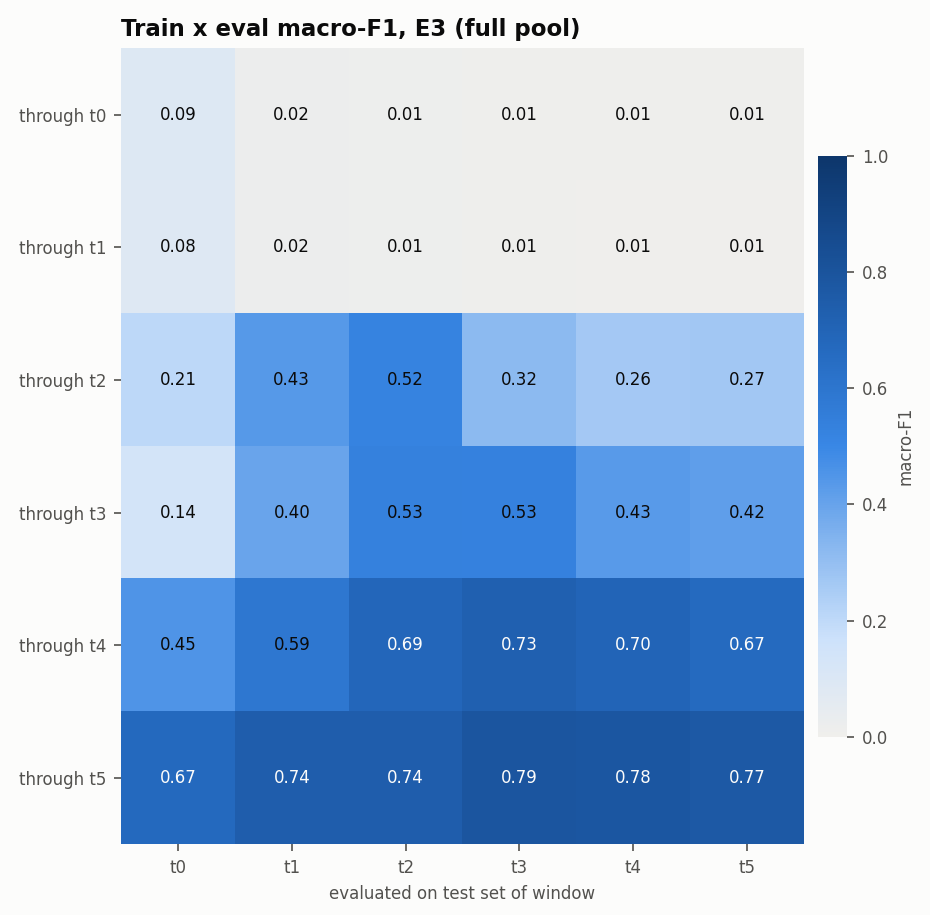 Train x eval macro-F1, E3 (full pool)
through t0 0.09 0.02 0.01 0.01 0.01 0.01
through t1 0.08 0.02 0.01 0.01 0.01 0.01
through t2 0.21 0.43 0.52 0.32 0.26 0.27
through t3 0.14 0.40 0.53 0.53 0.43 0.42
through t4 0.45 0.59 0.69 0.73 0.70 0.67
through t5 0.67 0.74 0.74 0.79 0.78 0.77
t0 t1 t2 t3 t4 t5
evaluated on test set of window
1.0
0.8
0.6
0.4
0.2
0.0
macro-F1